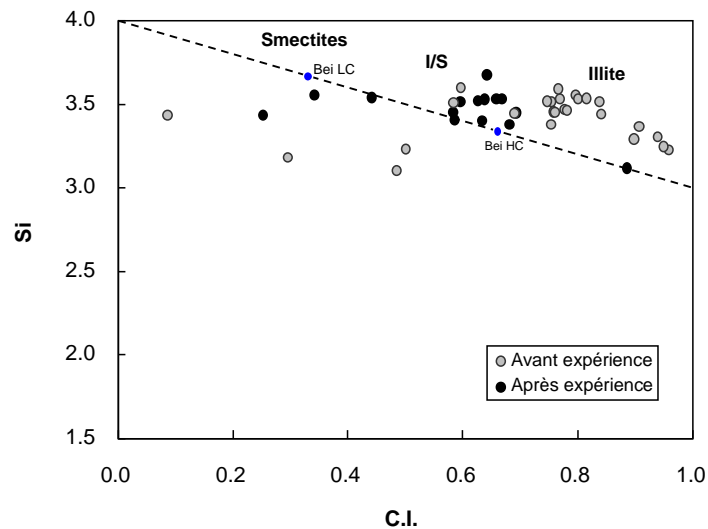 4.0
Smectites
Bei LC
I/S
Illite
3.5
Bei HC
3.0
Si
2.5
2.0
Avant expérience
Après expérience
1.5
0.0 0.2 0.4 0.6 0.8 1.0
C.I.